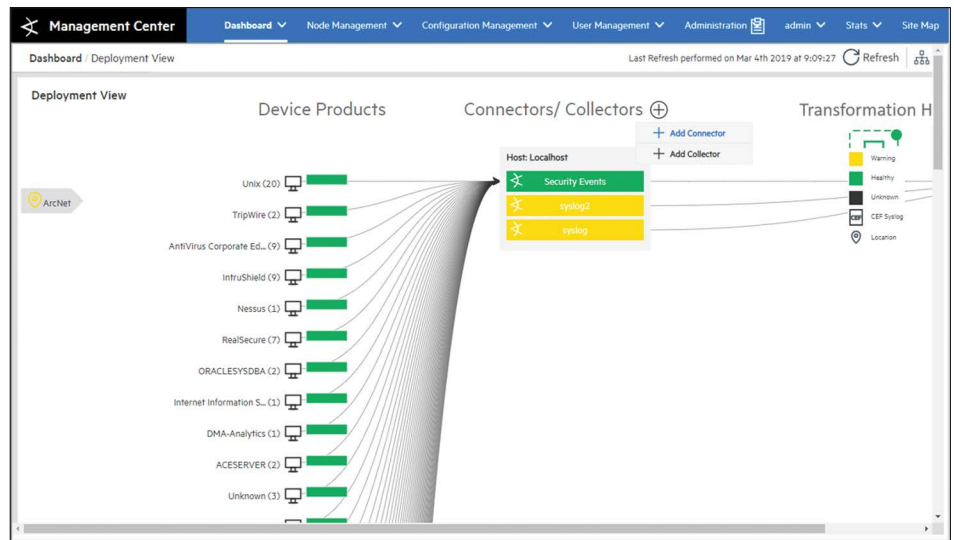 Management Center
Dashboard
Node Management
Configuration Management
User Management
Administration
admin
Stats
Site Map
Dashboard / Deployment View
Last Refresh performed on Mar 4th 2019 at 9:09:27
Refresh
Deployment View
Device Products
Connectors/ Collectors
Transformation H
Add Connector
Add Collector
Host: Localhost
Security Events
syslog2
syslog
Warning
Healthy
Unknown
CEF
CEF Syslog
Location
ArcNet
Unix (20)
TripWire (2)
AntiVirus Corporate Ed... (9)
IntruShield (9)
Nessus (1)
RealSecure (7)
ORACLESYSDBA (2)
Internet Information S... (1)
DMA-Analytics (1)
ACESERVER (2)
Unknown (3)